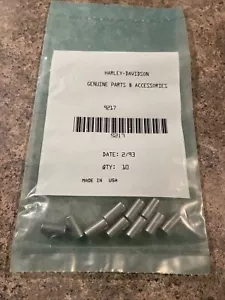 HARLEY-DAVIDSON
GENUINE PARTS & ACCESSORIES
9217
9217
DATE: 2/93
QTY: 10
MADE IN USA